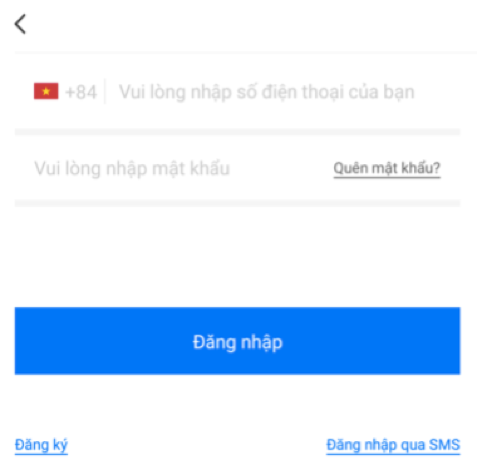 +84 Vui lòng nhập số điện thoại của bạn
Vui lòng nhập mật khẩu Quên mật khẩu?
Đăng nhập
Đăng ký Đăng nhập qua SMS